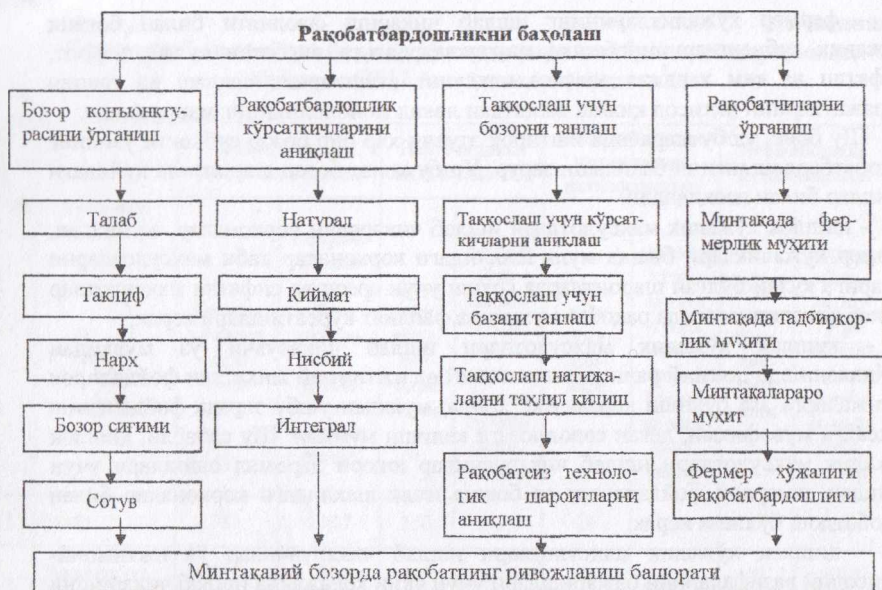 Рақобатбардошликни баҳолаш
Бозор конъюнкту-
расини ўрганиш
Рақобатбардошлик
кўрсаткичларини
аниқлаш
Таққослаш учун
бозорни танлаш
Рақобатчиларни
ўрганиш
Талаб
Таклиф
Нарх
Бозор сиғими
Сотув
Натурал
Киймат
Нисбий
Интеграл
Таққослаш учун кўрсат-
кичларни аниқлаш
Таққослаш учун
базани танлаш
Таққослаш натижа-
ларни таҳлил қилиш
Рақобатнинг техноло-
гик шароитларни
аниқлаш
Минтақада фер-
мерлик муҳити
Минтақада тадбиркор-
лик муҳити
Минтақалараро
муҳит
Фермер хўжалиги
рақобатбардошлиги
Минтақавий бозорда рақобатнинг ривожланиш башорати